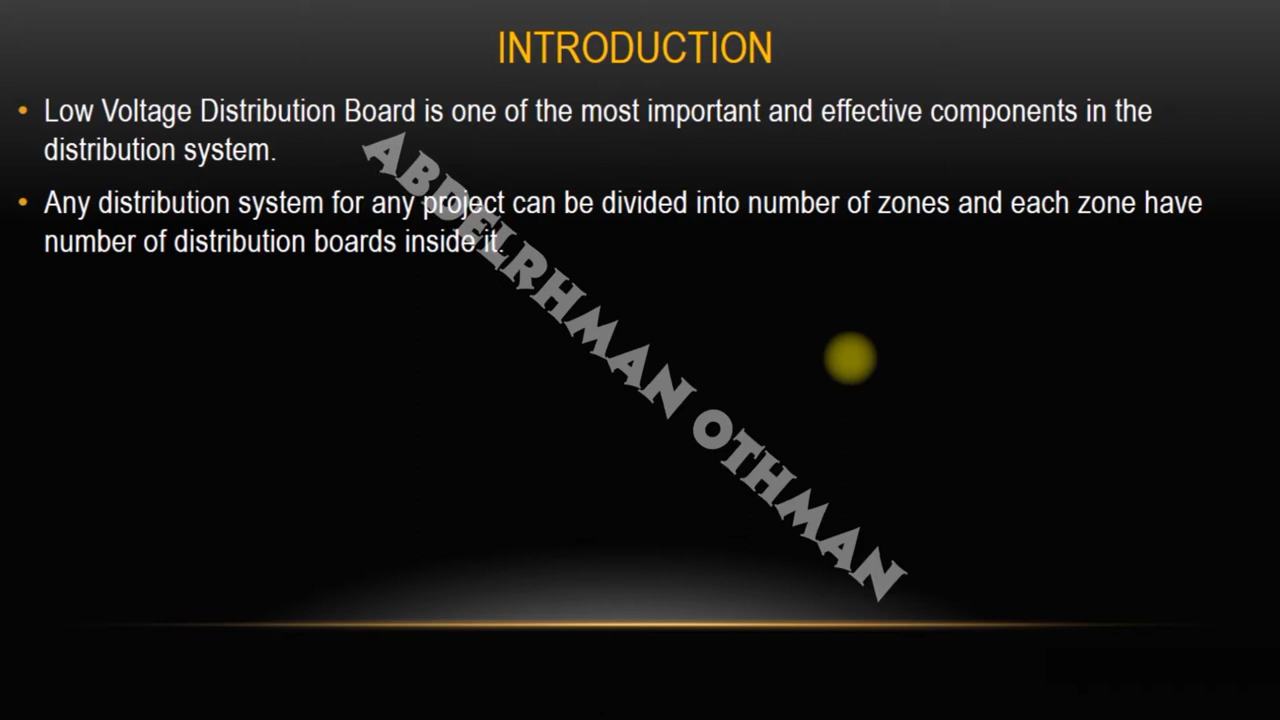 INTRODUCTION
• Low Voltage Distribution Board is one of the most important and effective components in the
distribution system.
• Any distribution system for any project can be divided into number of zones and each zone have
number of distribution boards inside it.
ABDELRHMAN OTHMAN